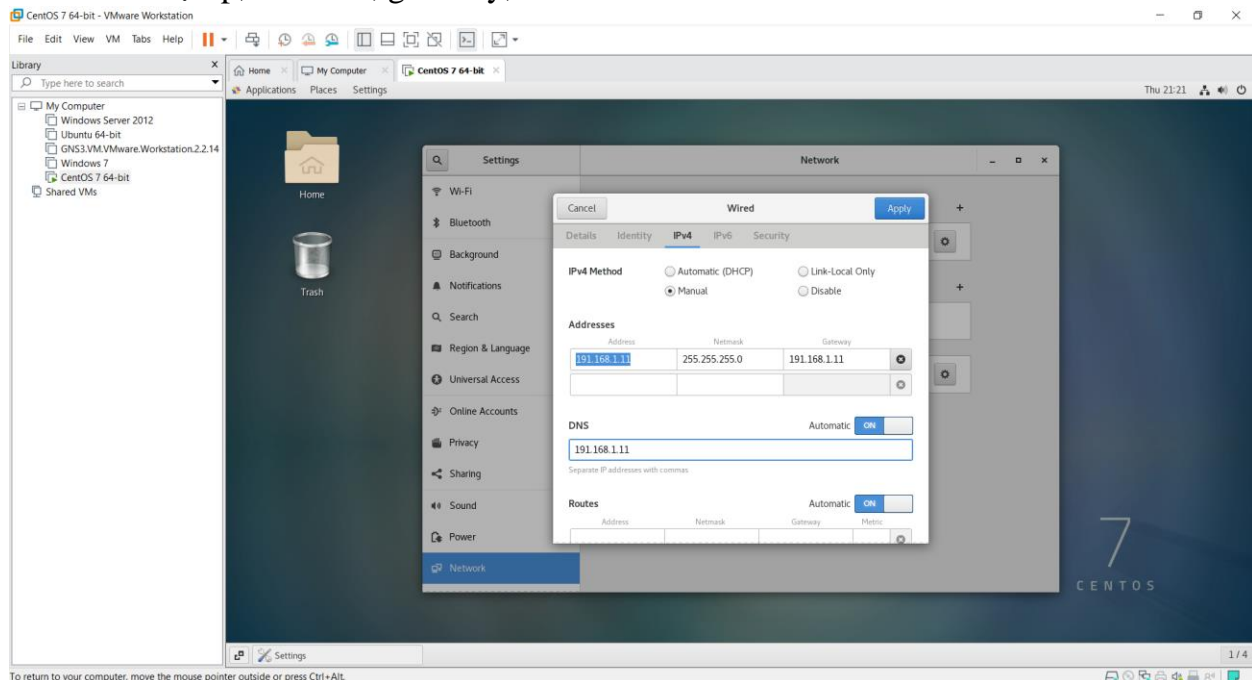 CentOS 7 64-bit - VMware Workstation
File Edit View VM Tabs Help
Library
Home
My Computer
CentOS 7 64-bit
Type here to search
Applications Places Settings
Thu 21:21
My Computer
Windows Server 2012
Ubuntu 64-bit
GNS3.VM.VMware.Workstation.2.2.14
Windows 7
CentOS 7 64-bit
Shared VMs
Home
Trash
Settings
Network
Wi-Fi
Bluetooth
Background
Notifications
Search
Region & Language
Universal Access
Online Accounts
Privacy
Sharing
Sound
Power
Network
Cancel Wired Apply
Details Identity IPv4 IPv6 Security
IPv4 Method Automatic (DHCP) Link-Local Only
Manual Disable
Addresses
Address Netmask Gateway
191.168.1.11 255.255.255.0 191.168.1.11
DNS Automatic ON
191.168.1.11
Separate IP addresses with commas
Routes Automatic ON
Address Netmask Gateway Metric
7
CENTOS
Settings
1 / 4
To return to your computer, move the mouse pointer outside or press Ctrl+Alt.